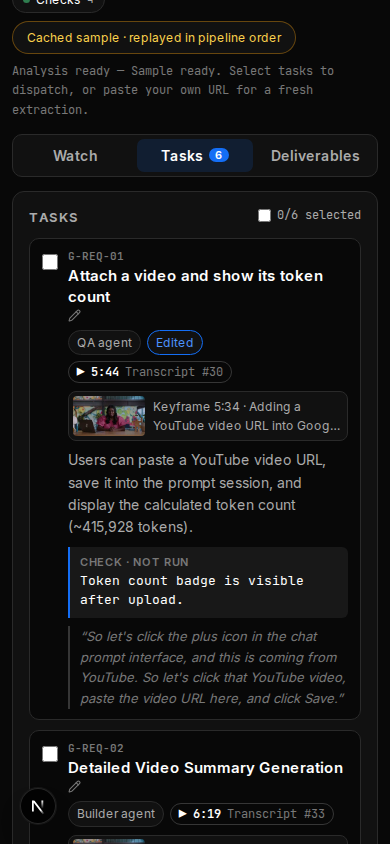 Checks
Cached sample · replayed in pipeline order
Analysis ready — Sample ready. Select tasks to
dispatch, or paste your own URL for a fresh
extraction.
Watch
Tasks 6
Deliverables
TASKS
0/6 selected
G-REQ-01
Attach a video and show its token
count
QA agent
Edited
▶ 5:44 Transcript #30
Keyframe 5:34 · Adding a
YouTube video URL into Goog...
Users can paste a YouTube video URL,
save it into the prompt session, and
display the calculated token count
(~415,928 tokens).
CHECK · NOT RUN
Token count badge is visible
after upload.
“So let's click the plus icon in the chat
prompt interface, and this is coming from
YouTube. So let's click that YouTube video,
paste the video URL here, and click Save.”
G-REQ-02
Detailed Video Summary Generation
N
Builder agent
▶ 6:19 Transcript #33